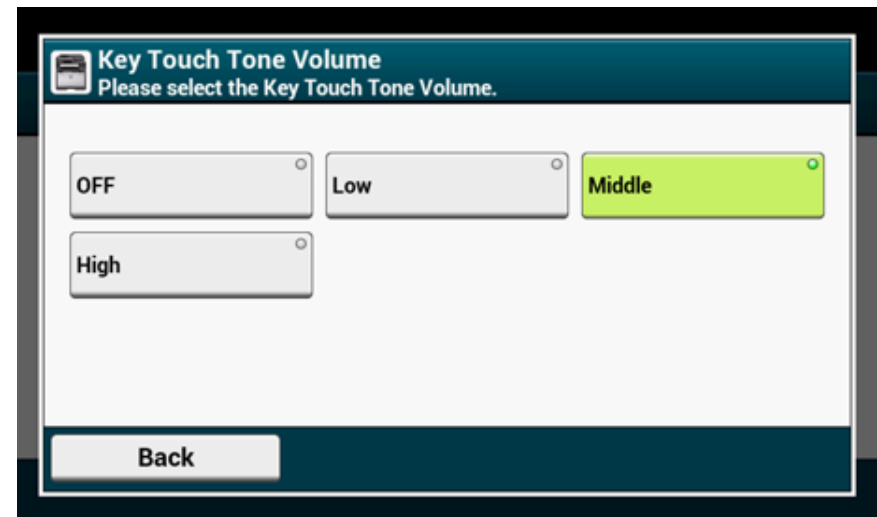 Key Touch Tone Volume
Please select the Key Touch Tone Volume.
OFF
Low
Middle
High
Back